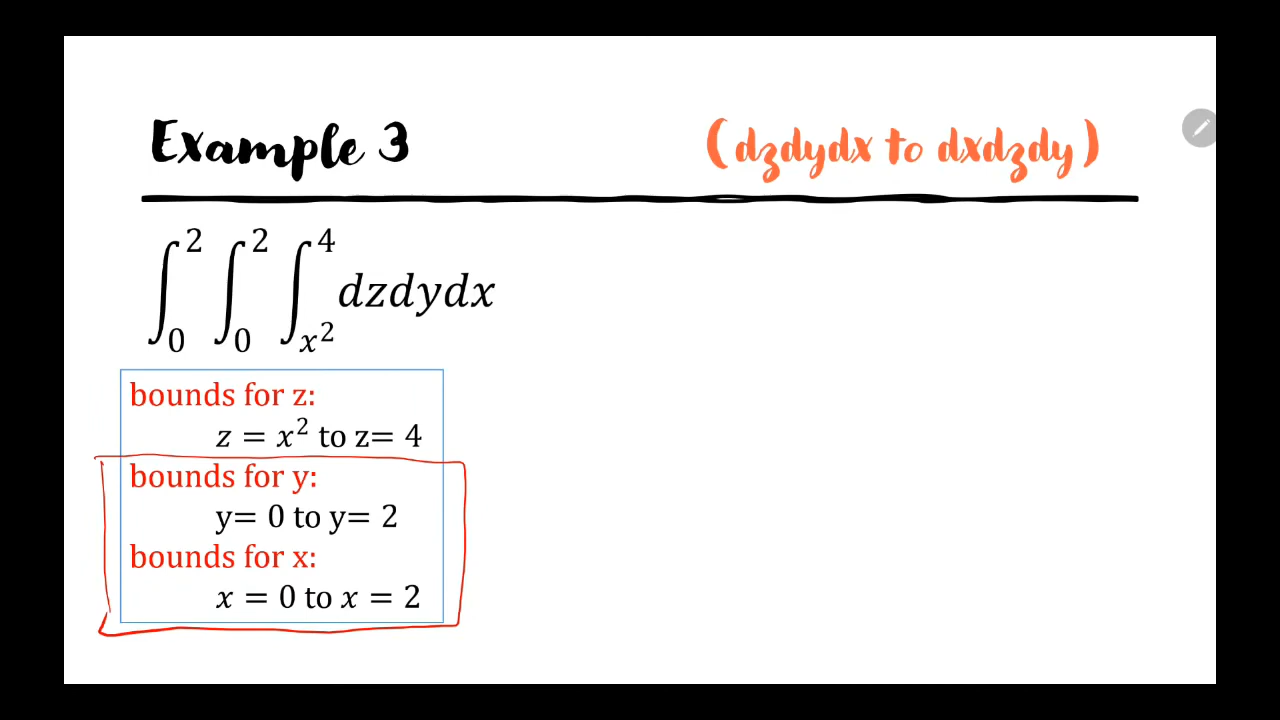 Example 3
(dzdydx to dxdzdy)
∫₀² ∫₀² ∫ₓ²⁴ dzdydx
bounds for z:
z = x² to z= 4
bounds for y:
y= 0 to y= 2
bounds for x:
x = 0 to x = 2